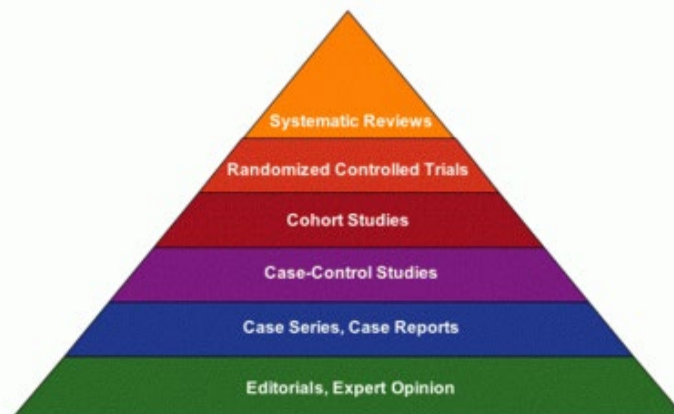 Systematic Reviews
Randomized Controlled Trials
Cohort Studies
Case-Control Studies
Case Series, Case Reports
Editorials, Expert Opinion